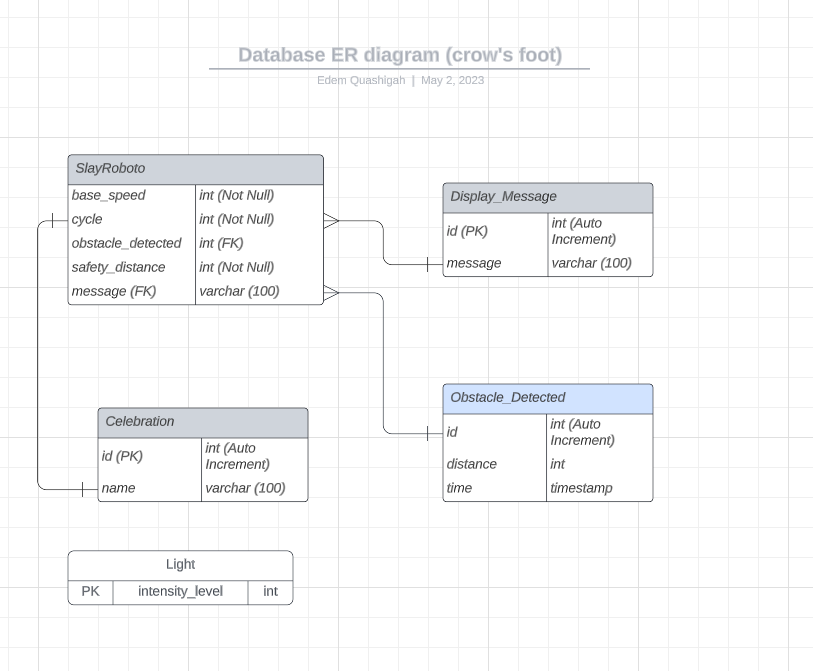 Database ER diagram (crow's foot)
Edem Quashigah | May 2, 2023
SlayRoboto
base_speed int (Not Null)
cycle int (Not Null)
obstacle_detected int (FK)
safety_distance int (Not Null)
message (FK) varchar (100)
Display_Message
id (PK) int (Auto
Increment)
message varchar (100)
Celebration
id (PK) int (Auto
Increment)
name varchar (100)
Obstacle_Detected
id int (Auto
Increment)
distance int
time timestamp
Light
PK intensity_level int